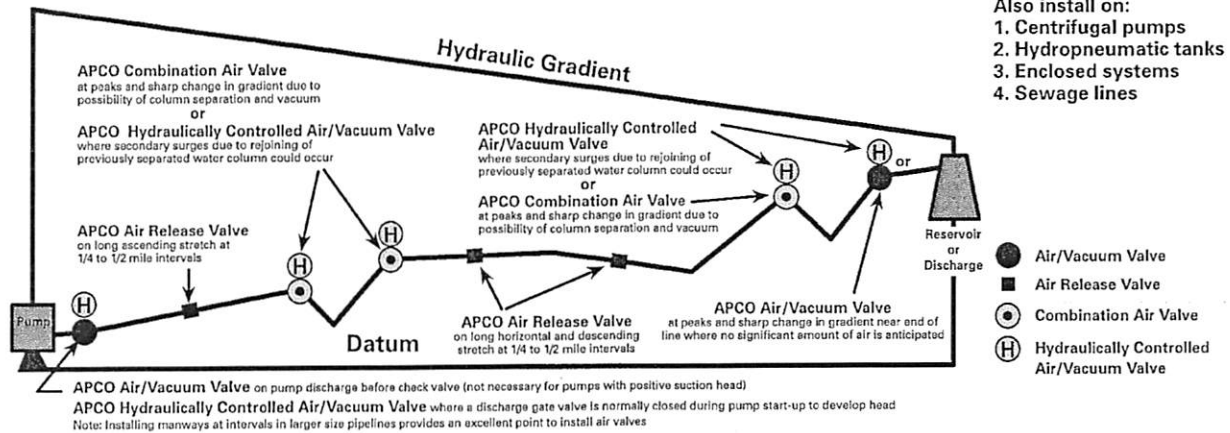 Also install on:
1. Centrifugal pumps
2. Hydropneumatic tanks
3. Enclosed systems
4. Sewage lines
Hydraulic Gradient
APCO Combination Air Valve
at peaks and sharp change in gradient due to
possibility of column separation and vacuum
or
APCO Hydraulically Controlled Air/Vacuum Valve
where secondary surges due to rejoining of
previously separated water column could occur
APCO Hydraulically Controlled
Air/Vacuum Valve
where secondary surges due to rejoining of
previously separated water column could occur
or
APCO Combination Air Valve
at peaks and sharp change in gradient due to
possibility of column separation and vacuum
H
or
H
APCO Air Release Valve
on long ascending stretch at
1/4 to 1/2 mile intervals
H
H
H
Pump
Reservoir
or
Discharge
Air/Vacuum Valve
Air Release Valve
Combination Air Valve
H Hydraulically Controlled
Air/Vacuum Valve
APCO Air Release Valve
on long horizontal and descending
stretch at 1/4 to 1/2 mile intervals
APCO Air/Vacuum Valve
at peaks and sharp change in gradient near end of
line where no significant amount of air is anticipated
Datum
APCO Air/Vacuum Valve on pump discharge before check valve (not necessary for pumps with positive suction head)
APCO Hydraulically Controlled Air/Vacuum Valve where a discharge gate valve is normally closed during pump start-up to develop head
Note: Installing manways at intervals in larger size pipelines provides an excellent point to install air valves